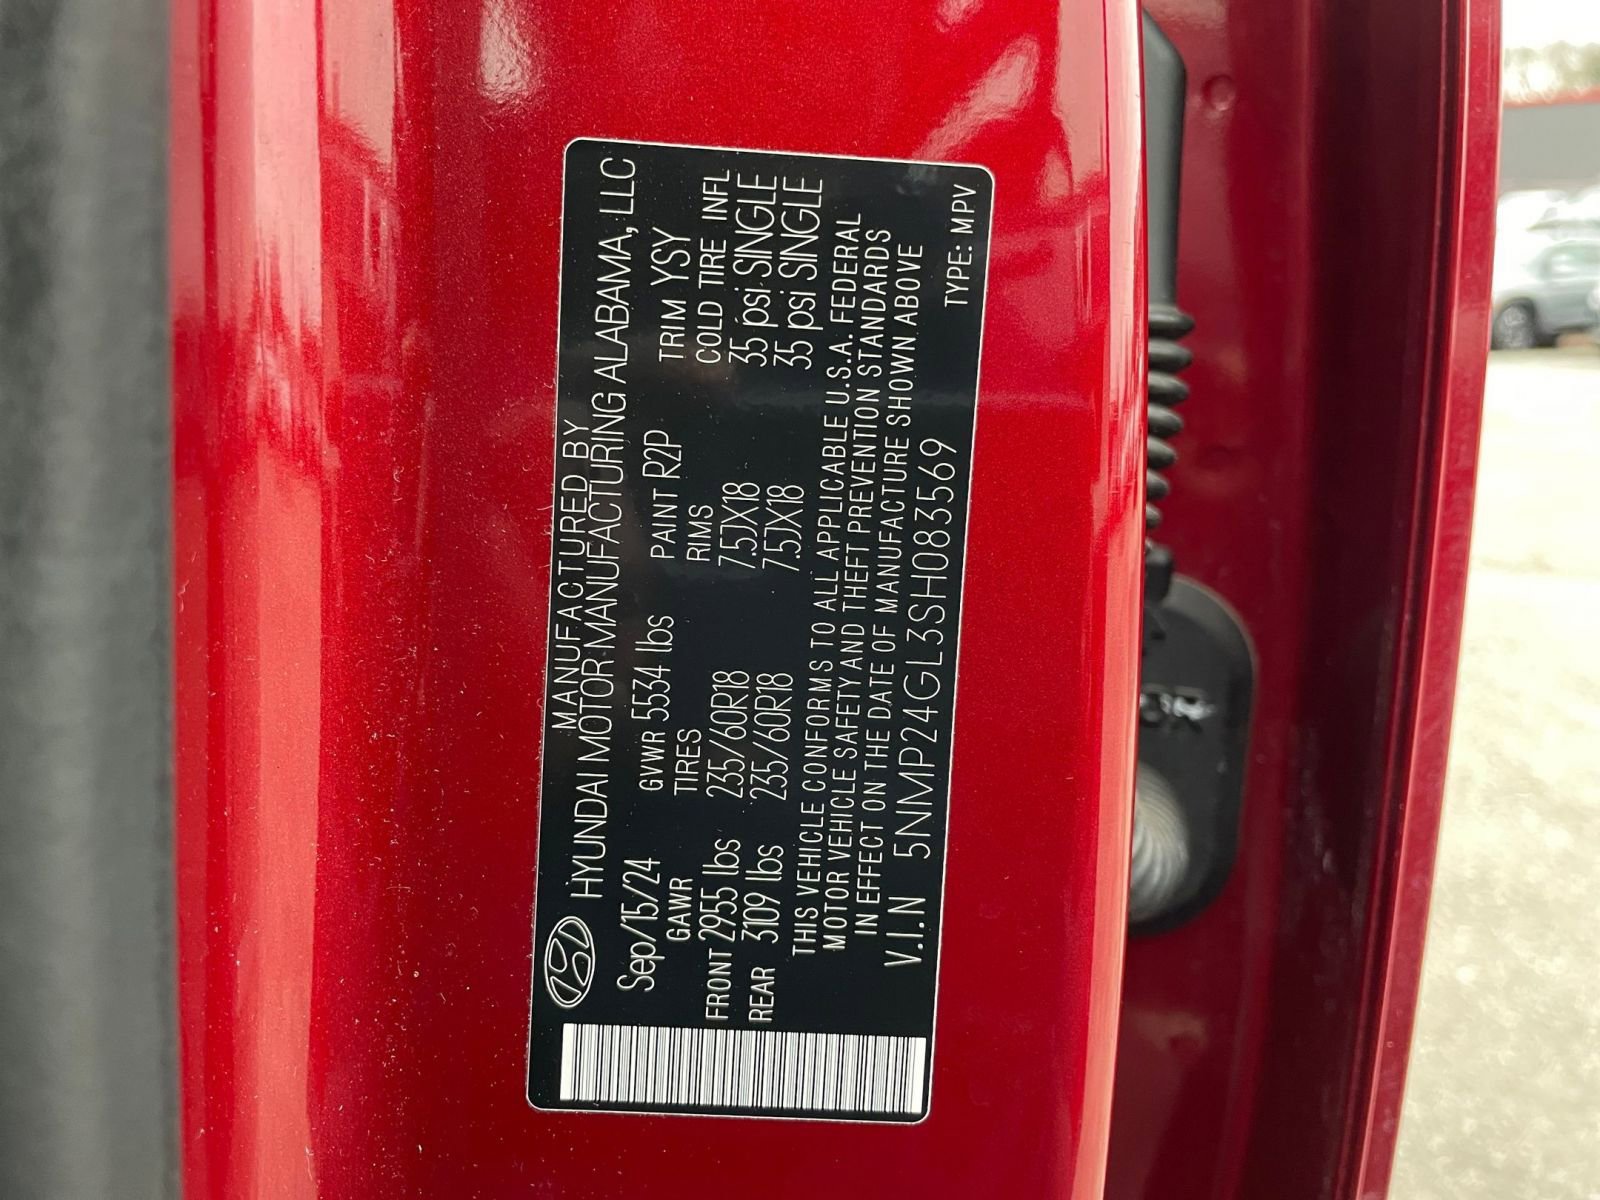 MANUFACTURED BY
HYUNDAI MOTOR MANUFACTURING ALABAMA, LLC
Sep/15/24 GVWR 5534 lbs PAINT R2P TRIM YSY
GAWR TIRES RIMS COLD TIRE INFL
FRONT 2955 lbs 235/60R18 7.5JX18 35 psi SINGLE
REAR 3109 lbs 235/60R18 7.5JX18 35 psi SINGLE
THIS VEHICLE CONFORMS TO ALL APPLICABLE U.S.A. FEDERAL
MOTOR VEHICLE SAFETY AND THEFT PREVENTION STANDARDS
IN EFFECT ON THE DATE OF MANUFACTURE SHOWN ABOVE
V.I.N 5NMP24GL3SH083569 TYPE: MPV